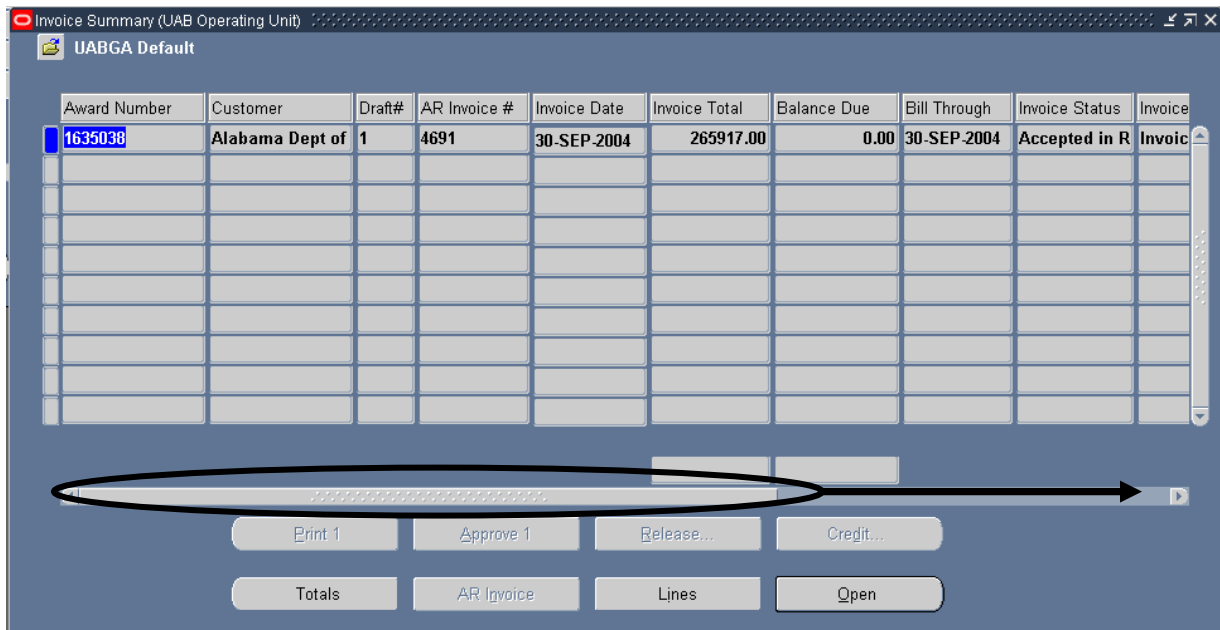 Invoice Summary (UAB Operating Unit)
UABGA Default
Award Number Customer Draft# AR Invoice # Invoice Date Invoice Total Balance Due Bill Through Invoice Status Invoice
1635038 Alabama Dept of 1 4691 30-SEP-2004 265917.00 0.00 30-SEP-2004 Accepted in R Invoic
Print 1 Approve 1 Release... Credit...
Totals AR Invoice Lines Open